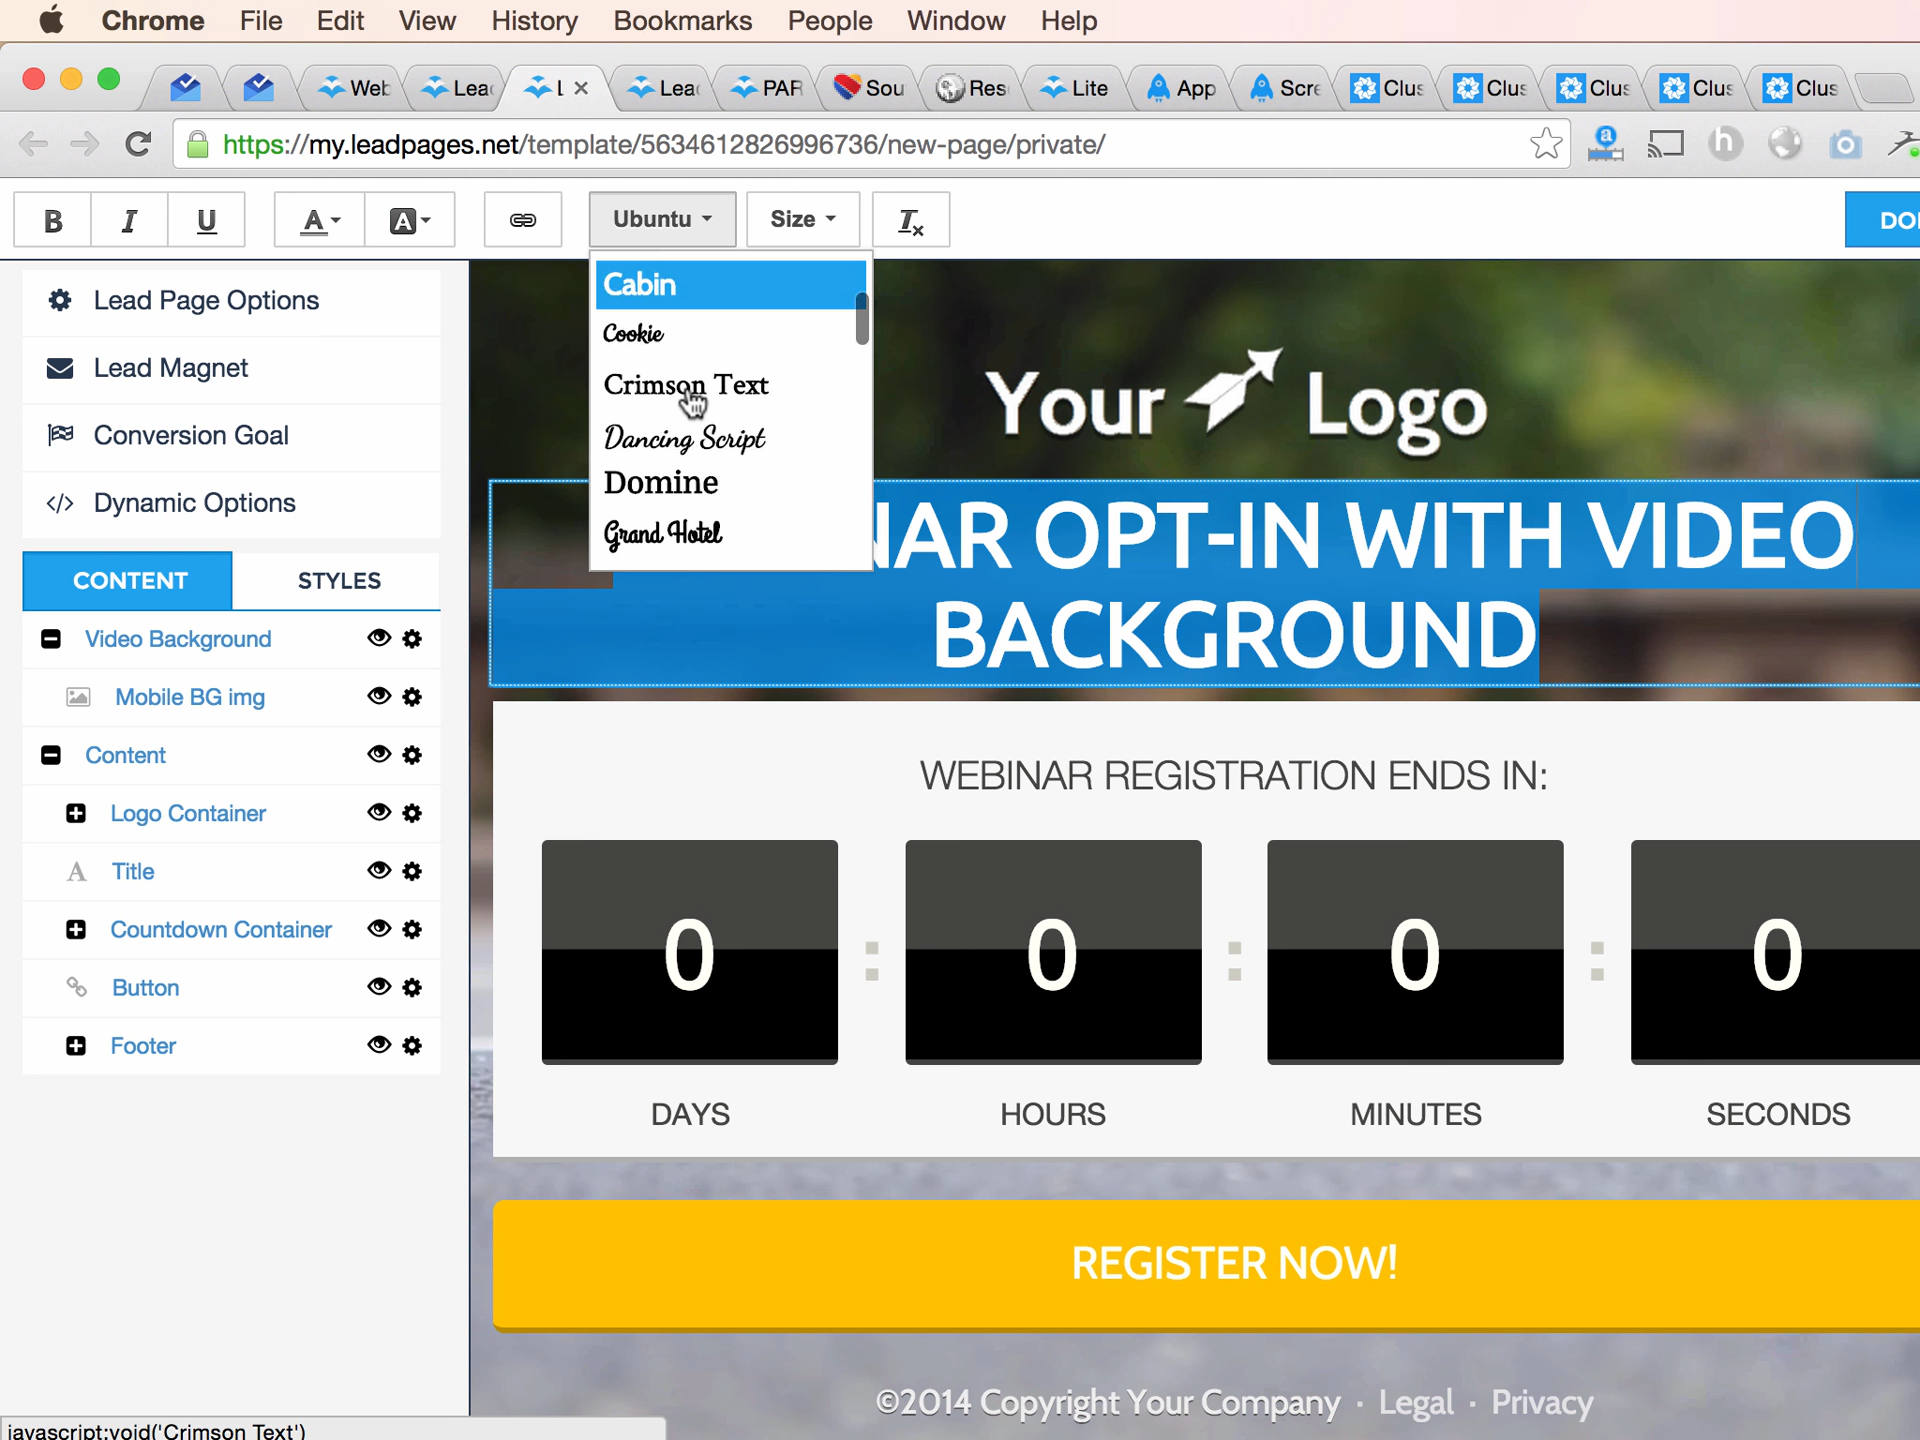 Chrome File Edit View History Bookmarks People Window Help
Web Lead L Lead PAR Sou Res Lite App Scre Clus Clus Clus Clus Clus
https://my.leadpages.net/template/5634612826996736/new-page/private/
B I U A A Ubuntu Size Tx DO
Lead Page Options
Lead Magnet
Conversion Goal
Dynamic Options
CONTENT STYLES
Video Background
Mobile BG img
Content
Logo Container
Title
Countdown Container
Button
Footer
Cabin
Cookie
Crimson Text
Dancing Script
Domine
Grand Hotel
Your Logo
NAR OPT-IN WITH VIDEO
BACKGROUND
WEBINAR REGISTRATION ENDS IN:
0 : 0 : 0 : 0
DAYS HOURS MINUTES SECONDS
REGISTER NOW!
©2014 Copyright Your Company · Legal · Privacy
javascript:void('Crimson Text')